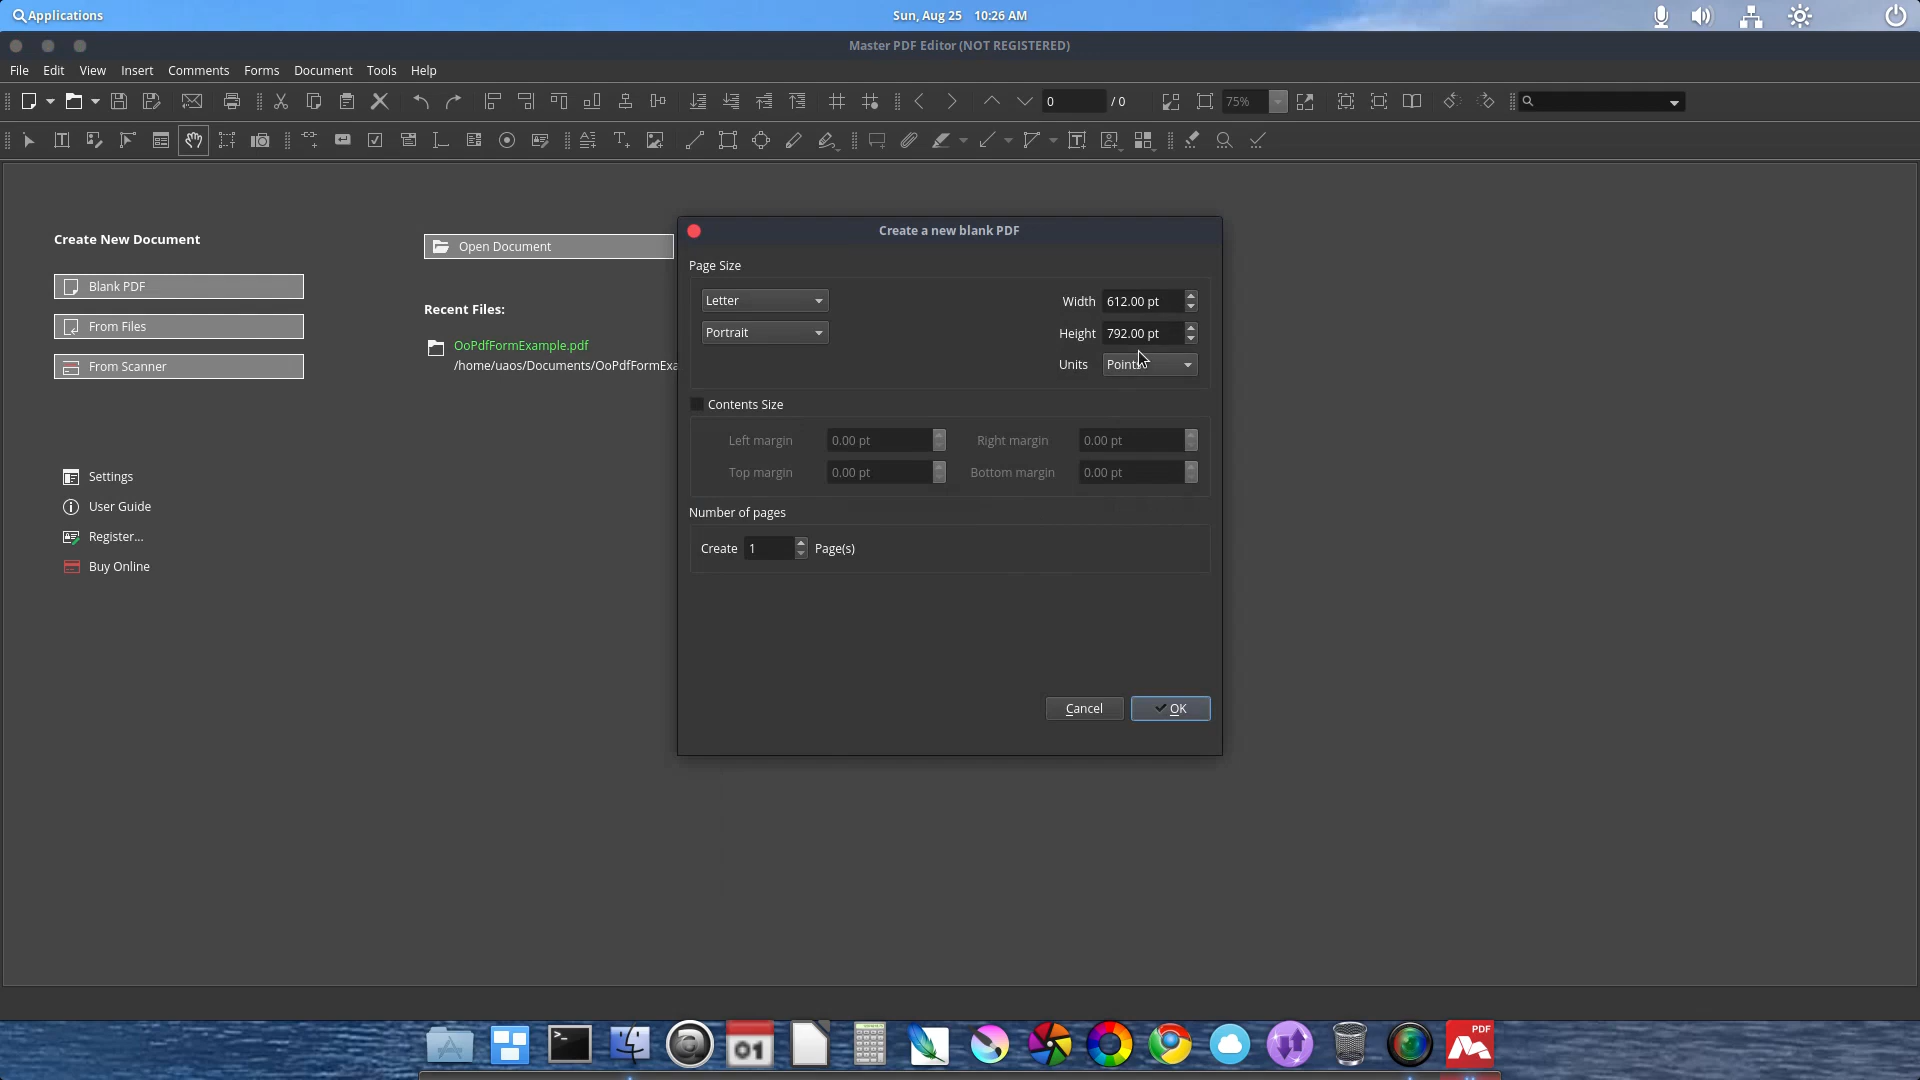 Applications
Sun, Aug 25 10:26 AM
Master PDF Editor (NOT REGISTERED)
File Edit View Insert Comments Forms Document Tools Help
0 / 0 75%
Create New Document
Blank PDF
From Files
From Scanner
Open Document
Recent Files:
OoPdfFormExample.pdf
/home/uaos/Documents/OoPdfFormExa
Settings
User Guide
Register...
Buy Online
Create a new blank PDF
Page Size
Letter Width 612.00 pt
Portrait Height 792.00 pt
Units Points
Contents Size
Left margin 0.00 pt Right margin 0.00 pt
Top margin 0.00 pt Bottom margin 0.00 pt
Number of pages
Create 1 Page(s)
Cancel OK
01
PDF